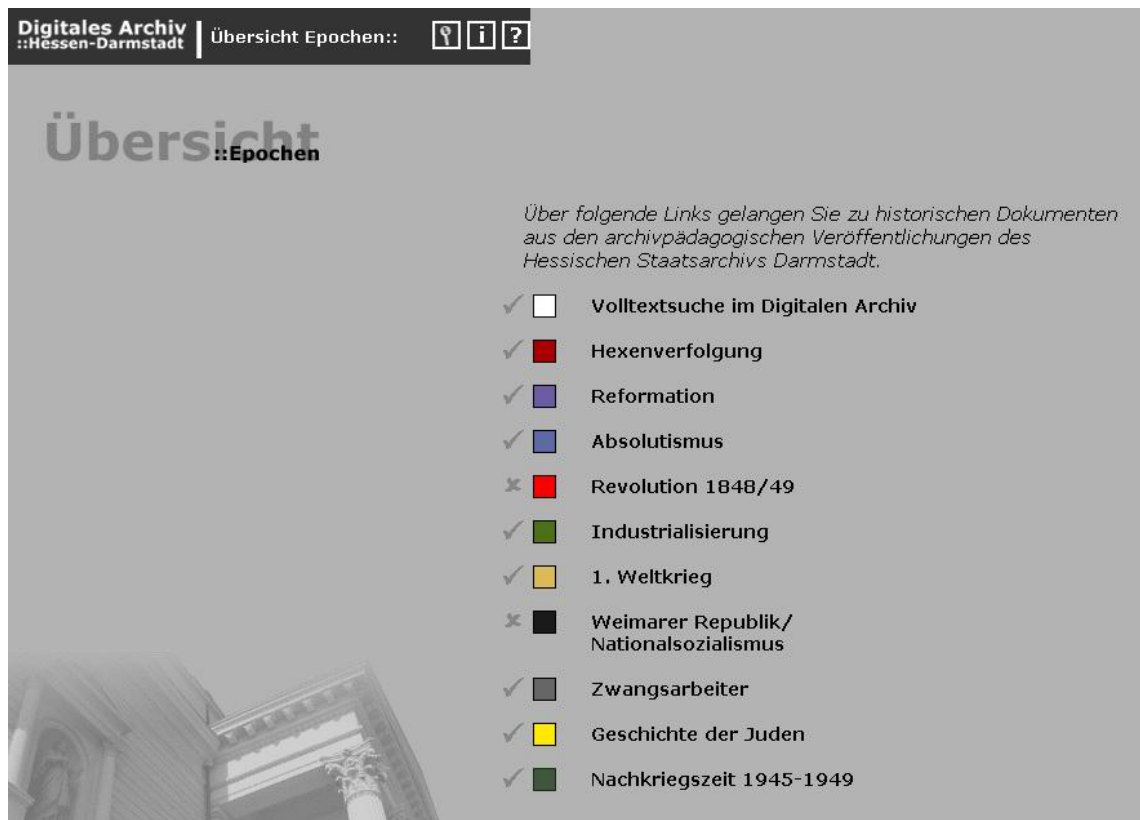 Digitales Archiv
::Hessen-Darmstadt
Übersicht Epochen::
i ?
Übersicht
::Epochen
Über folgende Links gelangen Sie zu historischen Dokumenten
aus den archivpädagogischen Veröffentlichungen des
Hessischen Staatsarchivs Darmstadt.
Volltextsuche im Digitalen Archiv
Hexenverfolgung
Reformation
Absolutismus
Revolution 1848/49
Industrialisierung
1. Weltkrieg
Weimarer Republik/
Nationalsozialismus
Zwangsarbeiter
Geschichte der Juden
Nachkriegszeit 1945-1949